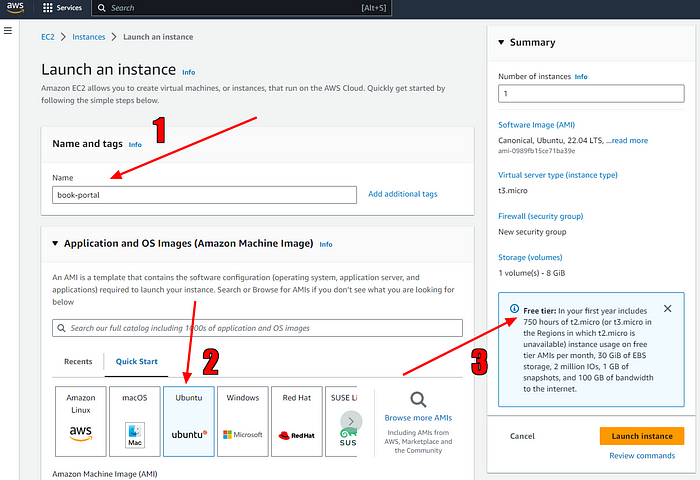 aws
Services
Search
[Alt+S]
EC2 > Instances > Launch an instance
Launch an instance Info
Amazon EC2 allows you to create virtual machines, or instances, that run on the AWS Cloud. Quickly get started by
following the simple steps below.
1
Name and tags Info
Name
book-portal
Add additional tags
Application and OS Images (Amazon Machine Image) Info
An AMI is a template that contains the software configuration (operating system, application server, and
applications) required to launch your instance. Search or Browse for AMIs if you don't see what you are looking for
below
Search our full catalog including 1000s of application and OS images
Recents
Quick Start
2
Amazon
Linux
aws
macOS
Mac
Ubuntu
ubuntu
Windows
Microsoft
Red Hat
Red Hat
SUSE Li
SUS
Browse more AMIs
Including AMIs from
AWS, Marketplace and
the Community
Amazon Machine Image (AMI)
Summary
Number of instances Info
1
Software Image (AMI)
Canonical, Ubuntu, 22.04 LTS, ...read more
ami-0989fb15ce71ba39e
Virtual server type (instance type)
t3.micro
Firewall (security group)
New security group
Storage (volumes)
1 volume(s) - 8 GiB
3
Free tier: In your first year includes
750 hours of t2.micro (or t3.micro in
the Regions in which t2.micro is
unavailable) instance usage on free
tier AMIs per month, 30 GiB of EBS
storage, 2 million IOs, 1 GB of
snapshots, and 100 GB of bandwidth
to the internet.
Cancel
Launch instance
Review commands